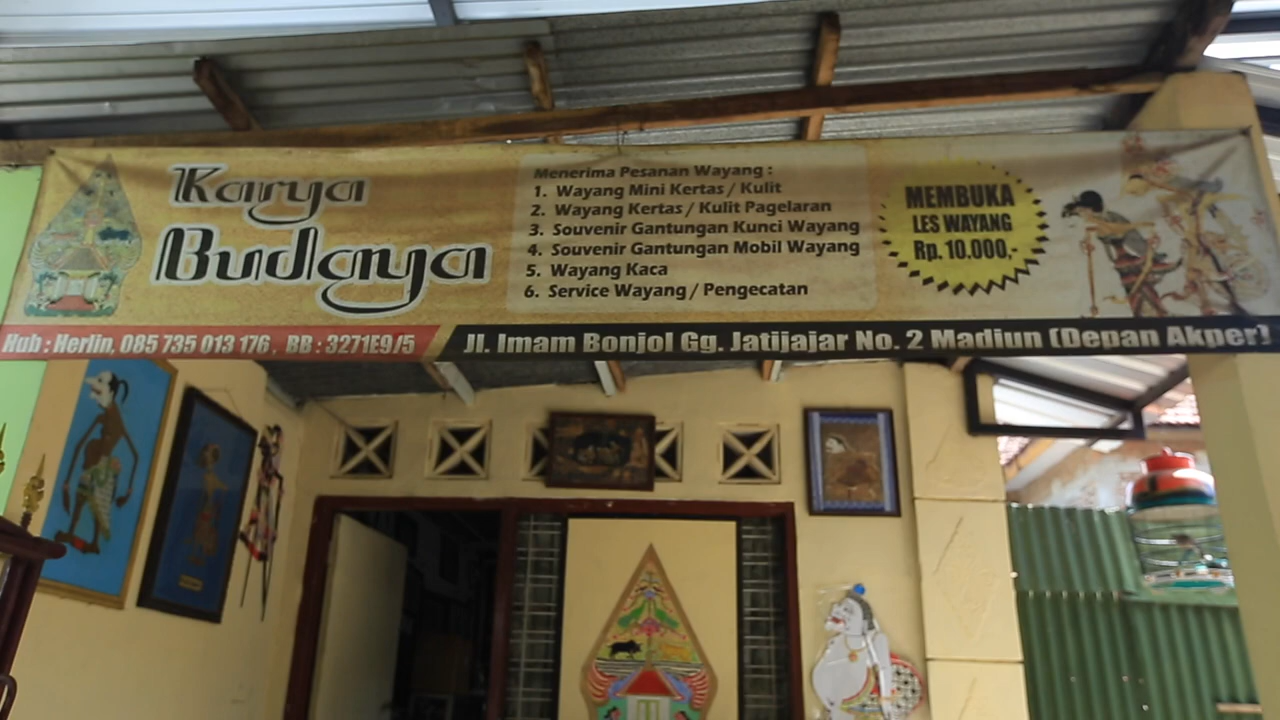 Karya
Budaya
Menerima Pesanan Wayang :
1. Wayang Mini Kertas / Kulit
2. Wayang Kertas / Kulit Pagelaran
3. Souvenir Gantungan Kunci Wayang
4. Souvenir Gantungan Mobil Wayang
5. Wayang Kaca
6. Service Wayang / Pengecatan
MEMBUKA
LES WAYANG
Rp. 10.000,-
Hub : Herlin, 085 735 013 176 , BB : 3271E9/5
Jl. Imam Bonjol Gg. Jatijajar No. 2 Madiun (Depan Akper)